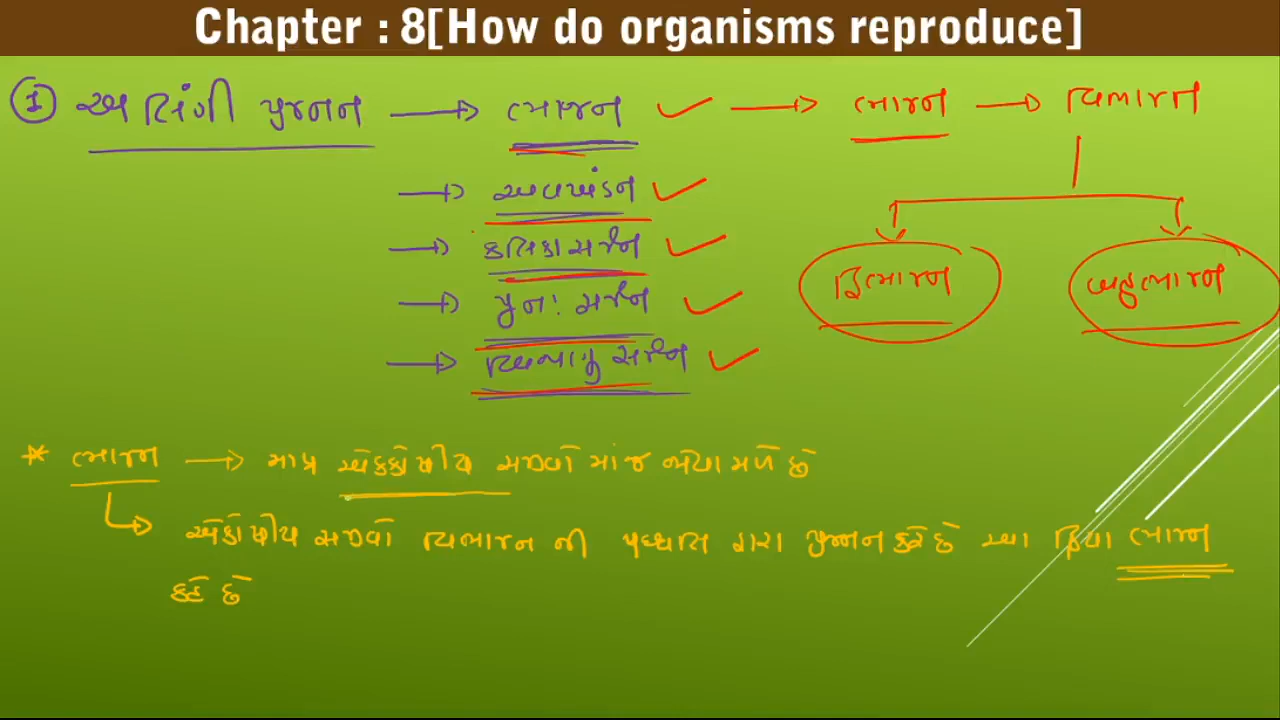 Chapter : 8[How do organisms reproduce]
① અલિંગી પ્રજનન → ભાજન ✓ → ભાજન → વિભાજન
→ અવખંડન ✓
→ કલિકાસર્જન ✓
→ પુનઃ સર્જન ✓
દ્વિભાજન બહુભાજન
→ બિજાણુ સર્જન ✓
* ભાજન → માત્ર એકકોષીય સજીવો માંજ જોવા મળે છે
↳ એકકોષીય સજીવો વિભાજન ની પધ્ધતિ દ્વારા પ્રજનન કરે છે આ ક્રિયા ભાજન
કહે છે